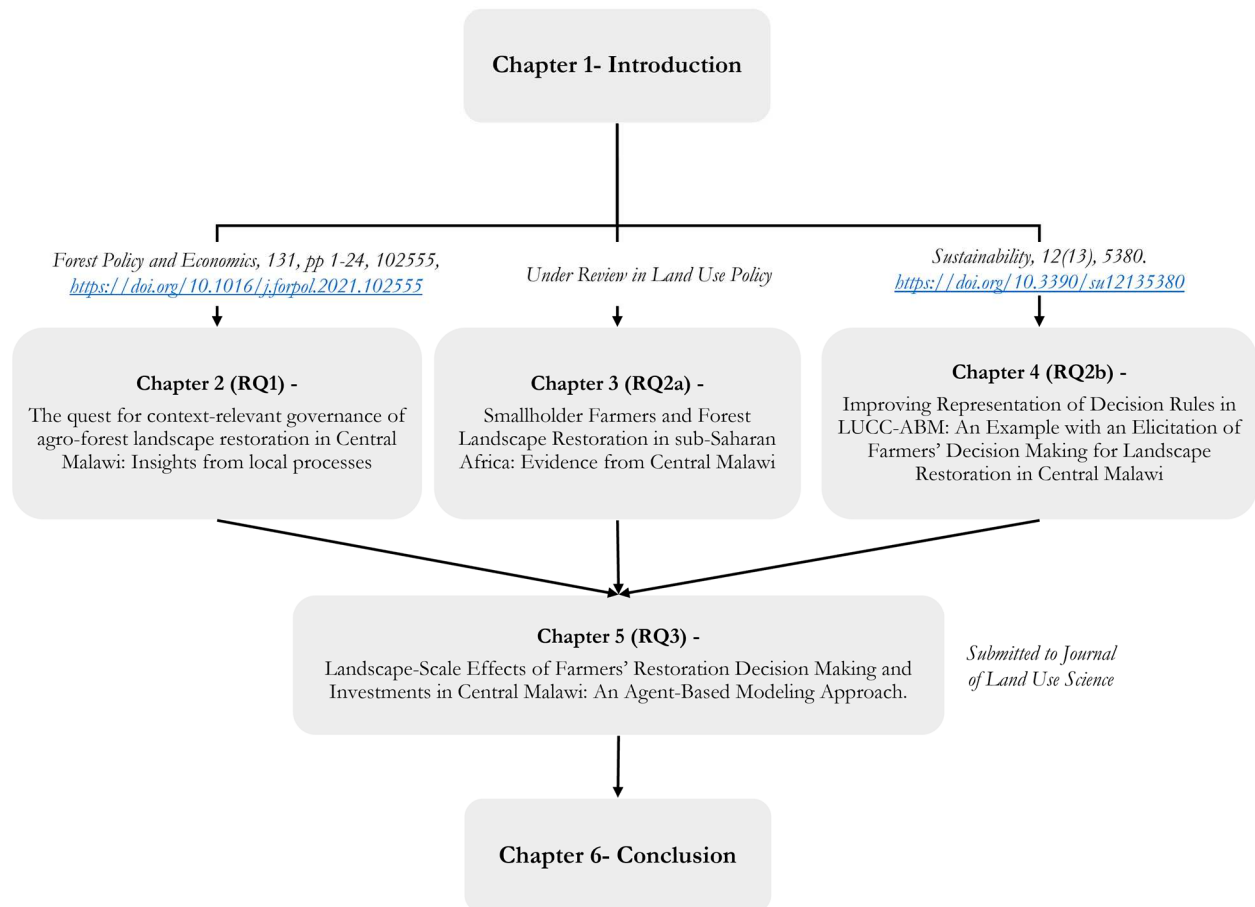 Chapter 1- Introduction
Forest Policy and Economics, 131, pp 1-24, 102555,
https://doi.org/10.1016/j.forpol.2021.102555
Under Review in Land Use Policy
Sustainability, 12(13), 5380.
https://doi.org/10.3390/su12135380
Chapter 2 (RQ1) -
The quest for context-relevant governance of
agro-forest landscape restoration in Central
Malawi: Insights from local processes
Chapter 3 (RQ2a) -
Smallholder Farmers and Forest
Landscape Restoration in sub-Saharan
Africa: Evidence from Central Malawi
Chapter 4 (RQ2b) -
Improving Representation of Decision Rules in
LUCC-ABM: An Example with an Elicitation of
Farmers’ Decision Making for Landscape
Restoration in Central Malawi
Chapter 5 (RQ3) -
Landscape-Scale Effects of Farmers’ Restoration Decision Making and
Investments in Central Malawi: An Agent-Based Modeling Approach.
Submitted to Journal
of Land Use Science
Chapter 6- Conclusion